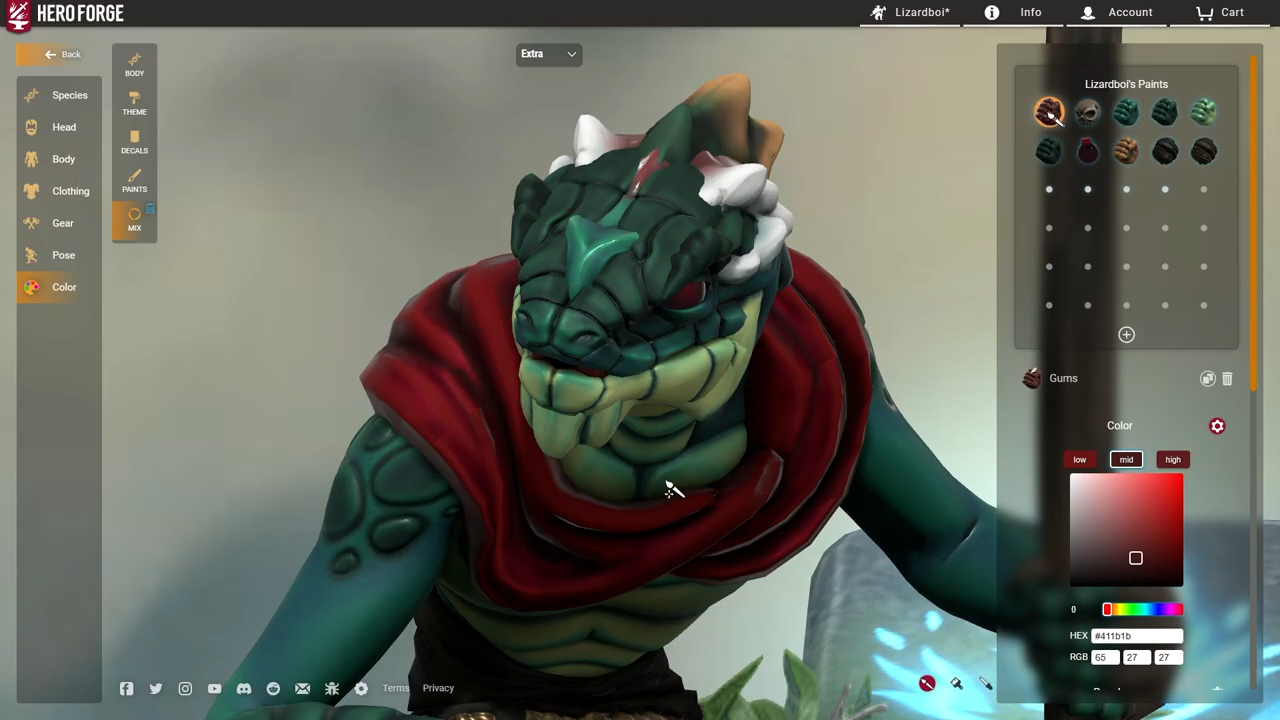 HERO FORGE
Lizardboi*
Info
Account
Cart
Back
Species
Head
Body
Clothing
Gear
Pose
Color
BODY
THEME
DECALS
PAINTS
MIX
Extra
Lizardboi's Paints
Gums
Color
low
mid
high
0
HEX #411b1b
RGB 65 27 27
Terms
Privacy